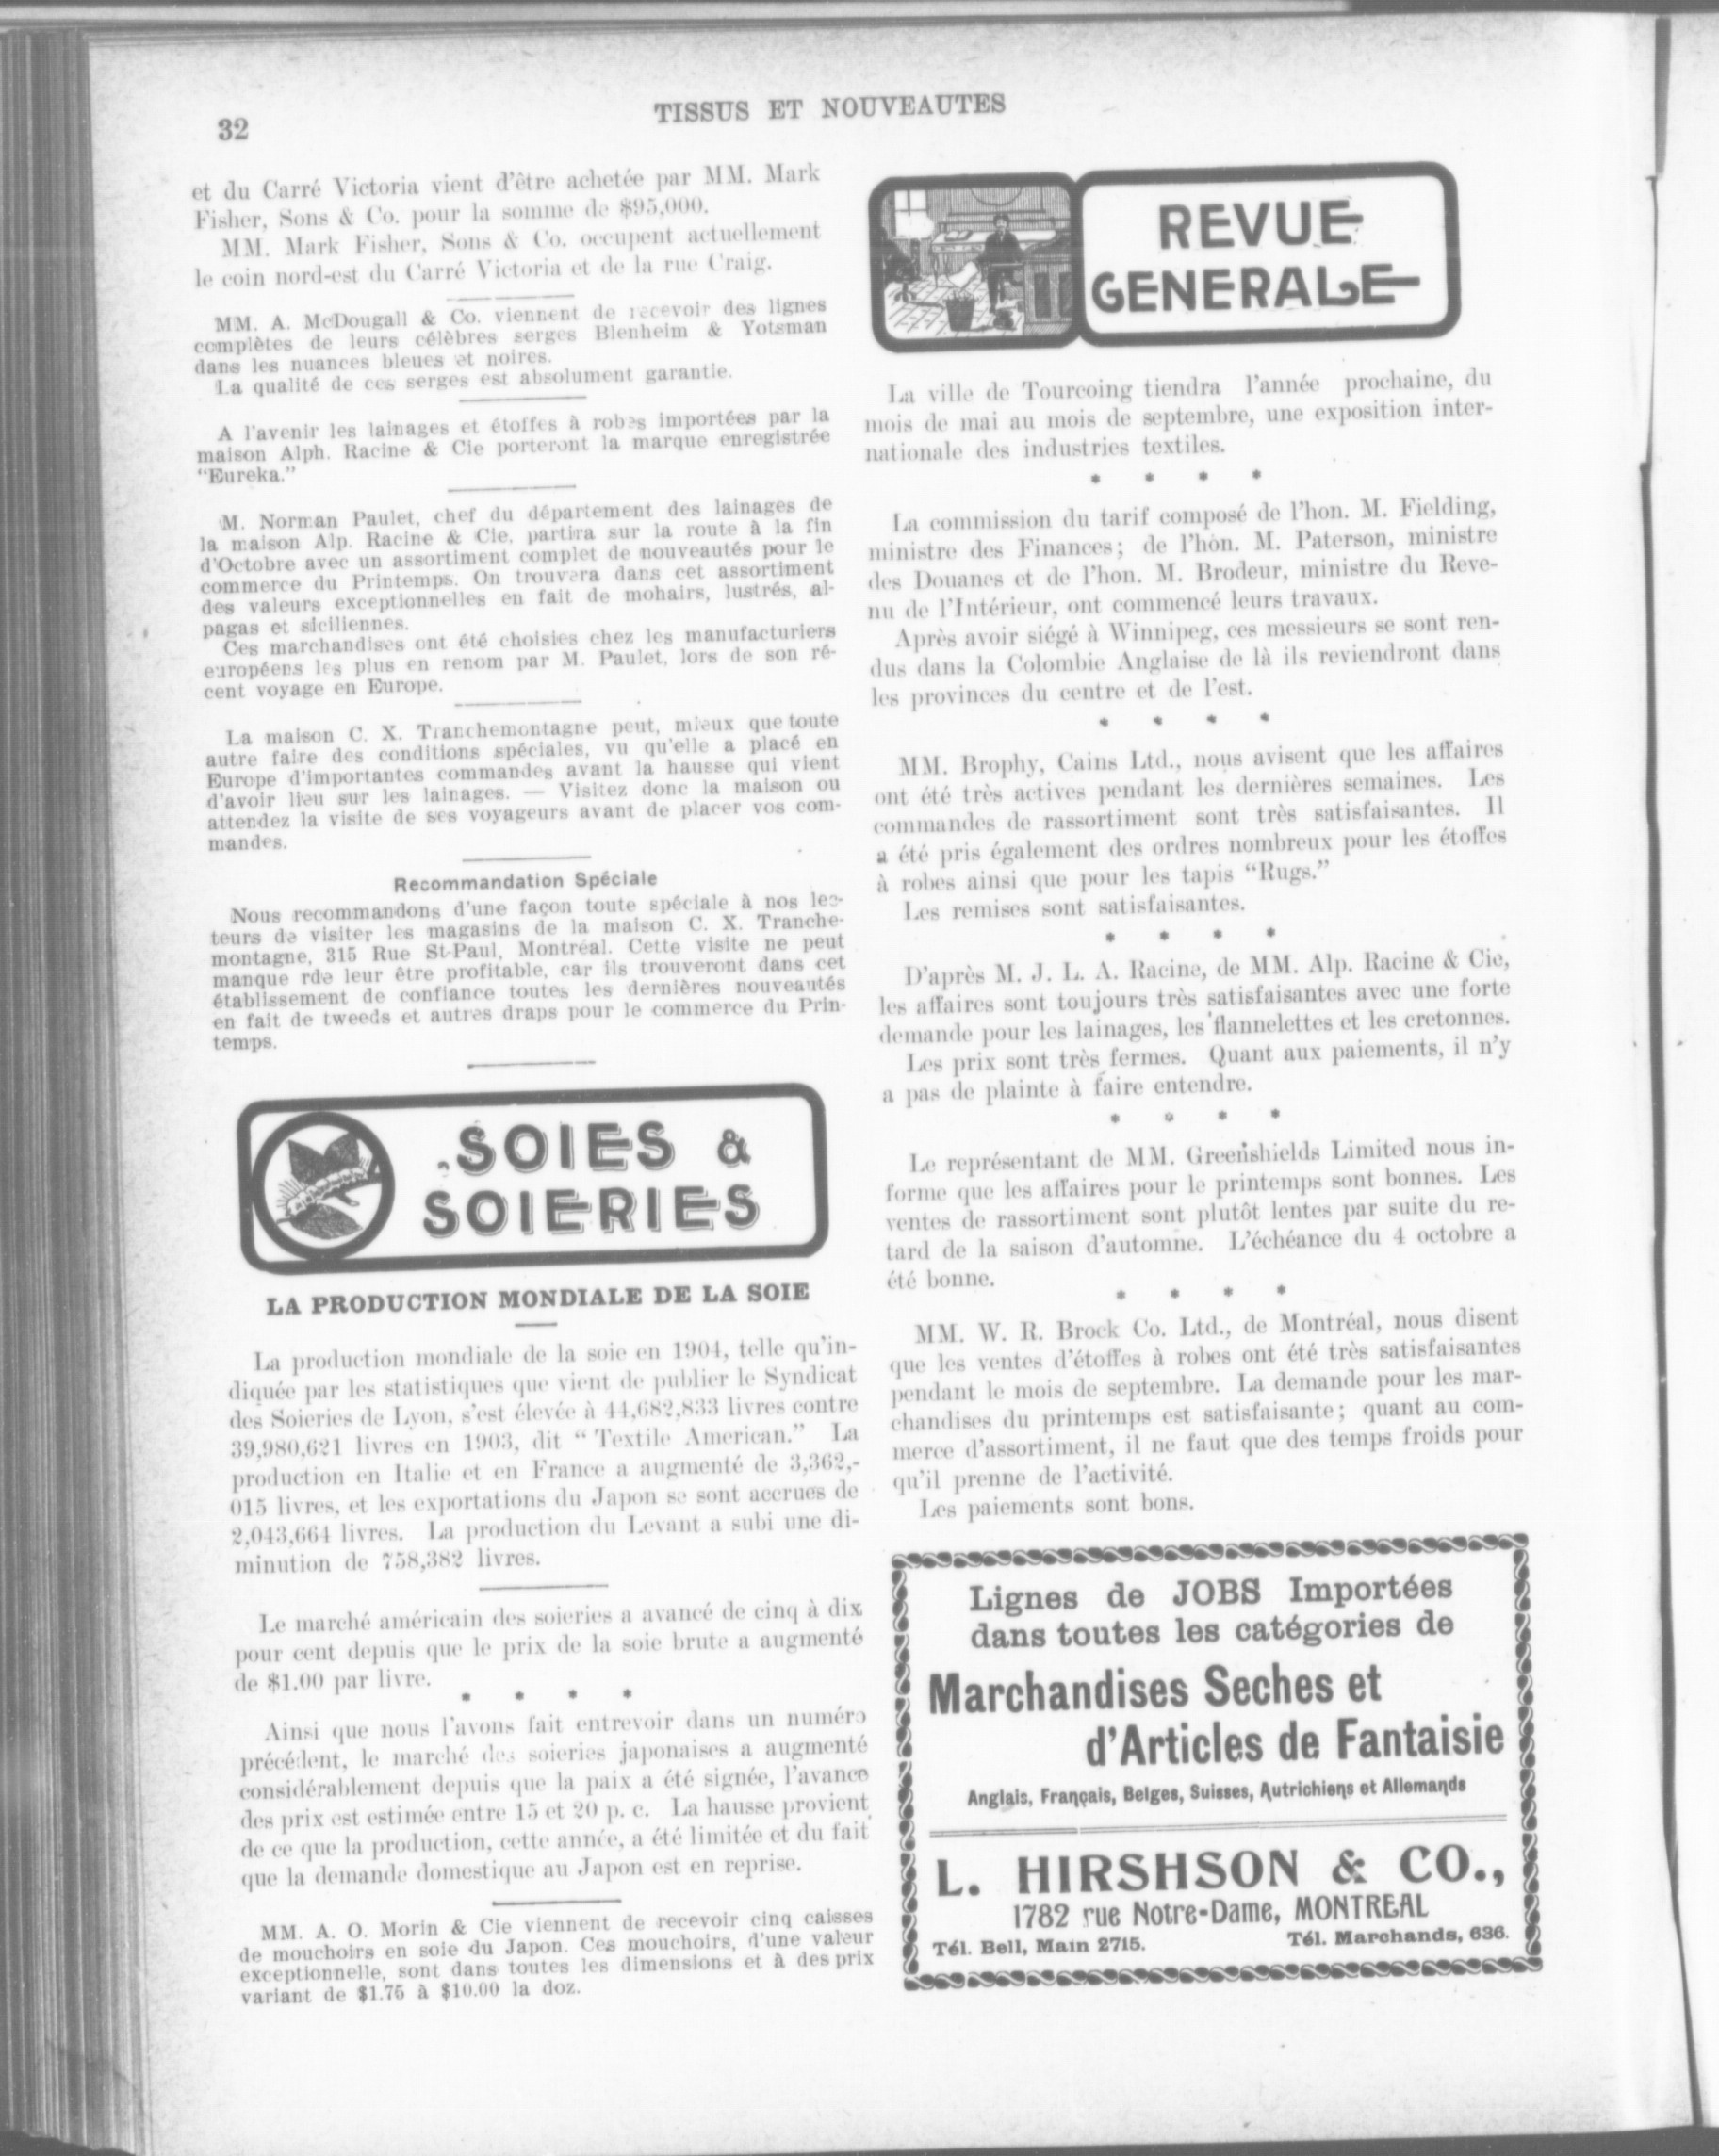 32
TISSUS ET NOUVEAUTES
et du Carré Victoria vient d'être achetée par MM. Mark
Fisher, Sons & Co. pour la somme de $95,000.
MM. Mark Fisher, Sons & Co. occupent actuellement
le coin nord-est du Carré Victoria et de la rue Craig.
MM. A. McDougall & Co. viennent de recevoir des lignes
complètes de leurs célèbres serges Blenheim & Yotsman
dans les nuances bleues et noires.
La qualité de ces serges est absolument garantie.
A l'avenir les lainages et étoffes à robes importées par la
maison Alph. Racine & Cie porteront la marque enregistrée
"Eureka."
M. Norman Paulet, chef du département des lainages de
la maison Alp. Racine & Cie, partira sur la route à la fin
d'Octobre avec un assortiment complet de nouveautés pour le
commerce du Printemps. On trouvera dans cet assortiment
des valeurs exceptionnelles en fait de mohairs, lustrés, al-
pagas et siciliennes.
Ces marchandises ont été choisies chez les manufacturiers
européens les plus en renom par M. Paulet, lors de son ré-
cent voyage en Europe.
La maison C. X. Tranchemontagne peut, mieux que toute
autre faire des conditions spéciales, vu qu'elle a placé en
Europe d'importantes commandes avant la hausse qui vient
d'avoir lieu sur les lainages. — Visitez donc la maison ou
attendez la visite de ses voyageurs avant de placer vos com-
mandes.
Recommandation Spéciale
Nous recommandons d'une façon toute spéciale à nos lec-
teurs de visiter les magasins de la maison C. X. Tranche-
montagne, 315 Rue St-Paul, Montréal. Cette visite ne peut
manque rde leur être profitable, car ils trouveront dans cet
établissement de confiance toutes les dernières nouveautés
en fait de tweeds et autres draps pour le commerce du Prin-
temps.
SOIES &
SOIERIES
LA PRODUCTION MONDIALE DE LA SOIE
La production mondiale de la soie en 1904, telle qu'in-
diquée par les statistiques que vient de publier le Syndicat
des Soieries de Lyon, s'est élevée à 44,682,833 livres contre
39,980,621 livres en 1903, dit "Textile American." La
production en Italie et en France a augmenté de 3,362,-
015 livres, et les exportations du Japon se sont accrues de
2,043,664 livres. La production du Levant a subi une di-
minution de 758,382 livres.
Le marché américain des soieries a avancé de cinq à dix
pour cent depuis que le prix de la soie brute a augmenté
de $1.00 par livre.
* * * *
Ainsi que nous l'avons fait entrevoir dans un numéro
précédent, le marché des soieries japonaises a augmenté
considérablement depuis que la paix a été signée, l'avance
des prix est estimée entre 15 et 20 p. c. La hausse provient
de ce que la production, cette année, a été limitée et du fait
que la demande domestique au Japon est en reprise.
MM. A. O. Morin & Cie viennent de recevoir cinq caisses
de mouchoirs en soie du Japon. Ces mouchoirs, d'une valeur
exceptionnelle, sont dans toutes les dimensions et à des prix
variant de $1.75 à $10.00 la doz.
REVUE
GENERALE
La ville de Tourcoing tiendra l'année prochaine, du
mois de mai au mois de septembre, une exposition inter-
nationale des industries textiles.
* * * *
La commission du tarif composé de l'hon. M. Fielding,
ministre des Finances; de l'hon. M. Paterson, ministre
des Douanes et de l'hon. M. Brodeur, ministre du Reve-
nu de l'Intérieur, ont commencé leurs travaux.
Après avoir siégé à Winnipeg, ces messieurs se sont ren-
dus dans la Colombie Anglaise de là ils reviendront dans
les provinces du centre et de l'est.
* * * *
MM. Brophy, Cains Ltd., nous avisent que les affaires
ont été très actives pendant les dernières semaines. Les
commandes de rassortiment sont très satisfaisantes. Il
a été pris également des ordres nombreux pour les étoffes
à robes ainsi que pour les tapis "Rugs."
Les remises sont satisfaisantes.
* * * *
D'après M. J. L. A. Racine, de MM. Alp. Racine & Cie,
les affaires sont toujours très satisfaisantes avec une forte
demande pour les lainages, les flannelettes et les cretonnes.
Les prix sont très fermes. Quant aux paiements, il n'y
a pas de plainte à faire entendre.
* * * *
Le représentant de MM. Greenshields Limited nous in-
forme que les affaires pour le printemps sont bonnes. Les
ventes de rassortiment sont plutôt lentes par suite du re-
tard de la saison d'automne. L'échéance du 4 octobre a
été bonne.
* * * *
MM. W. R. Brock Co. Ltd., de Montréal, nous disent
que les ventes d'étoffes à robes ont été très satisfaisantes
pendant le mois de septembre. La demande pour les mar-
chandises du printemps est satisfaisante; quant au com-
merce d'assortiment, il ne faut que des temps froids pour
qu'il prenne de l'activité.
Les paiements sont bons.
Lignes de JOBS Importées
dans toutes les catégories de
Marchandises Seches et
d'Articles de Fantaisie
Anglais, Français, Belges, Suisses, Autrichiens et Allemands
L. HIRSHSON & CO.,
1782 rue Notre-Dame, MONTREAL
Tél. Bell, Main 2715. Tél. Marchands, 636.